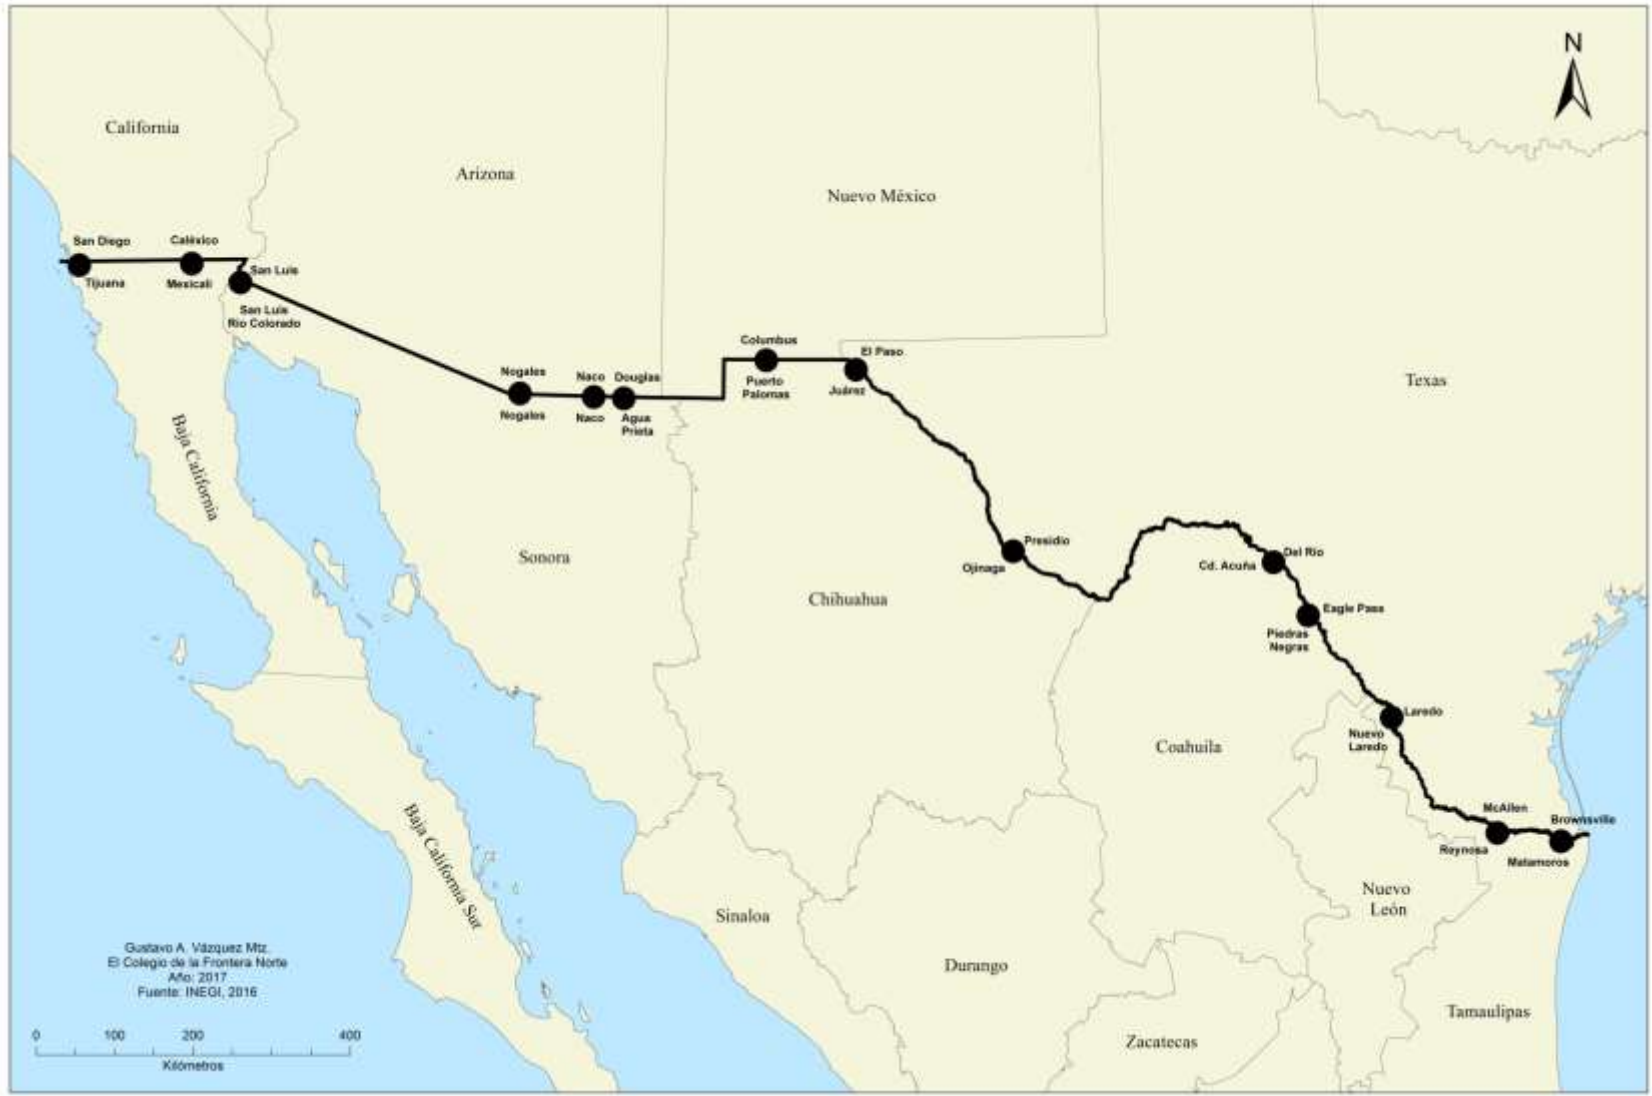 N
California
Arizona
Nuevo México
San Diego
Caléxico
Tijuana
Mexicali
San Luis
San Luis
Rio Colorado
Columbus
El Paso
Puerto
Palomas
Juárez
Texas
Nogales
Naco
Douglas
Nogales
Naco
Agua
Prieta
Baja California
Sonora
Presidio
Ojinaga
Del Rio
Cd. Acuña
Chihuahua
Eagle Pass
Piedras
Negras
Laredo
Nuevo
Laredo
Coahuila
McAllen
Brownsville
Reynosa
Matamoros
Baja California Sur
Nuevo
León
Sinaloa
Durango
Tamaulipas
Zacatecas
Gustavo A. Vázquez Mtz.
El Colegio de la Frontera Norte
Año: 2017
Fuente: INEGI, 2016
0 100 200 400
Kilómetros